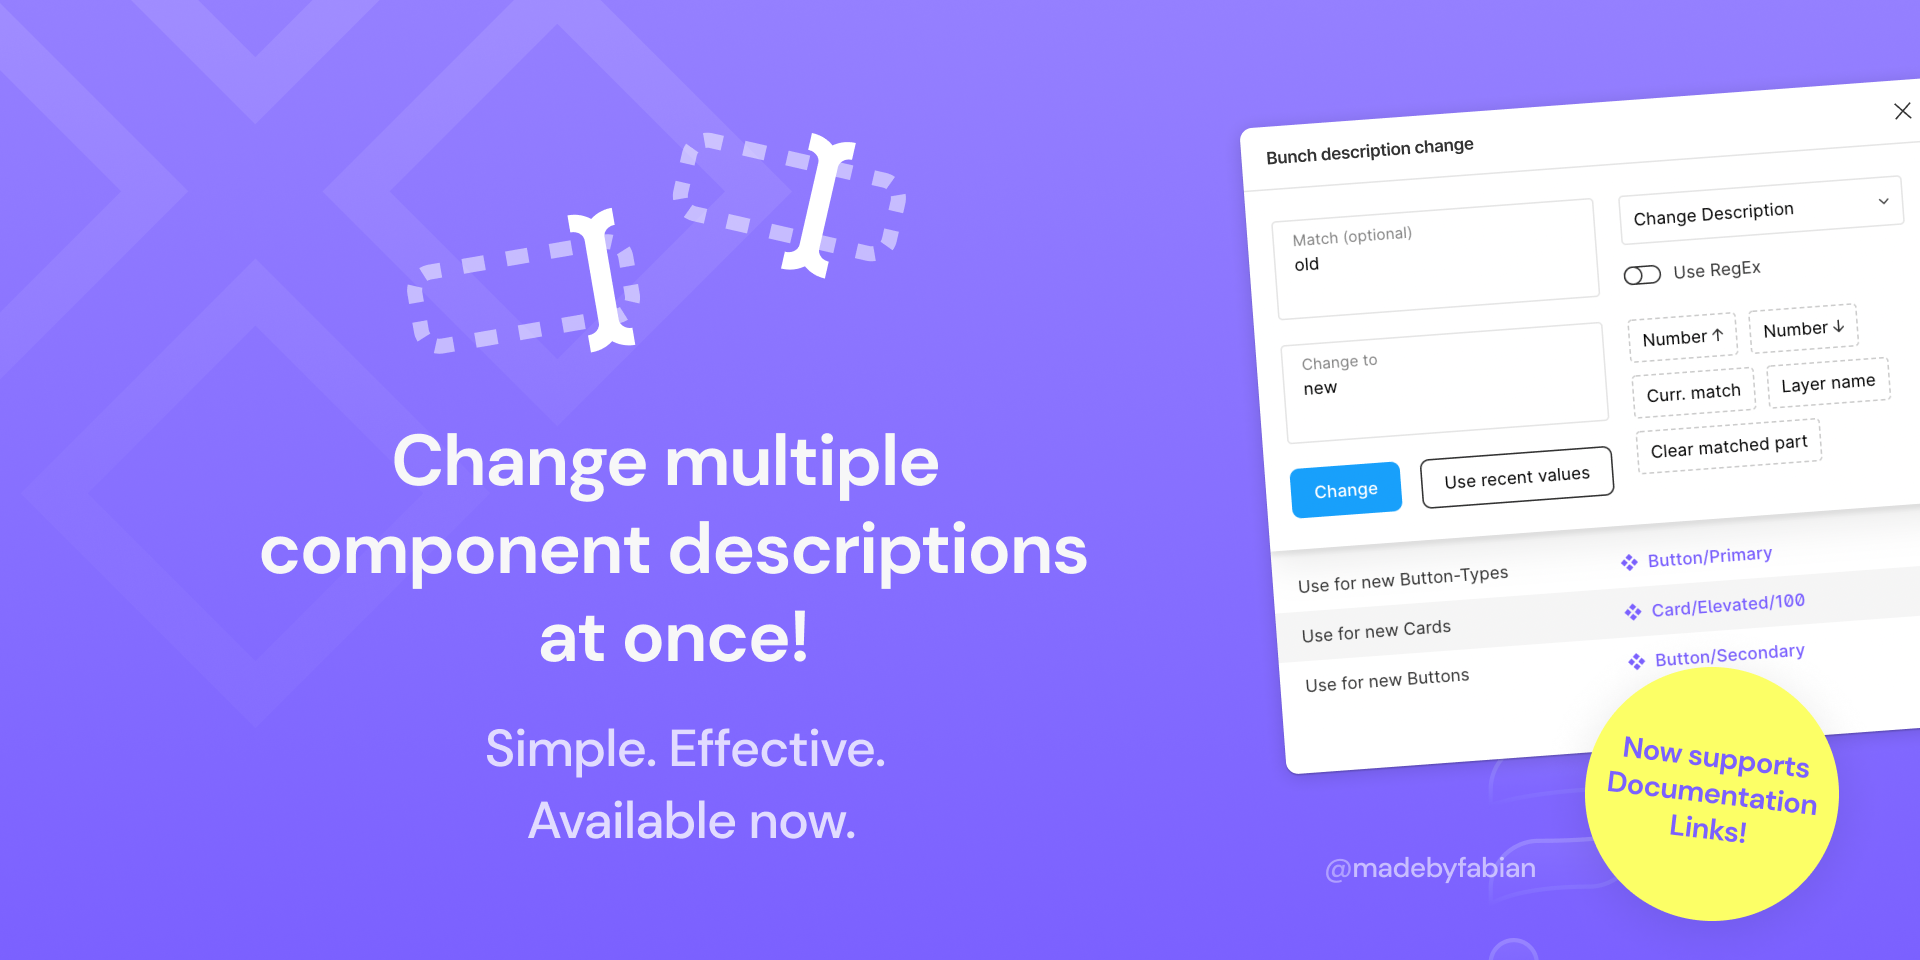 Change multiple
component descriptions
at once!
Simple. Effective.
Available now.
Bunch description change
Match (optional)
old
Change to
new
Change
Use recent values
Change Description
Use RegEx
Number ↑
Number ↓
Curr. match
Layer name
Clear matched part
Use for new Button-Types
Button/Primary
Use for new Cards
Card/Elevated/100
Use for new Buttons
Button/Secondary
Now supports
Documentation
Links!
@madebyfabian